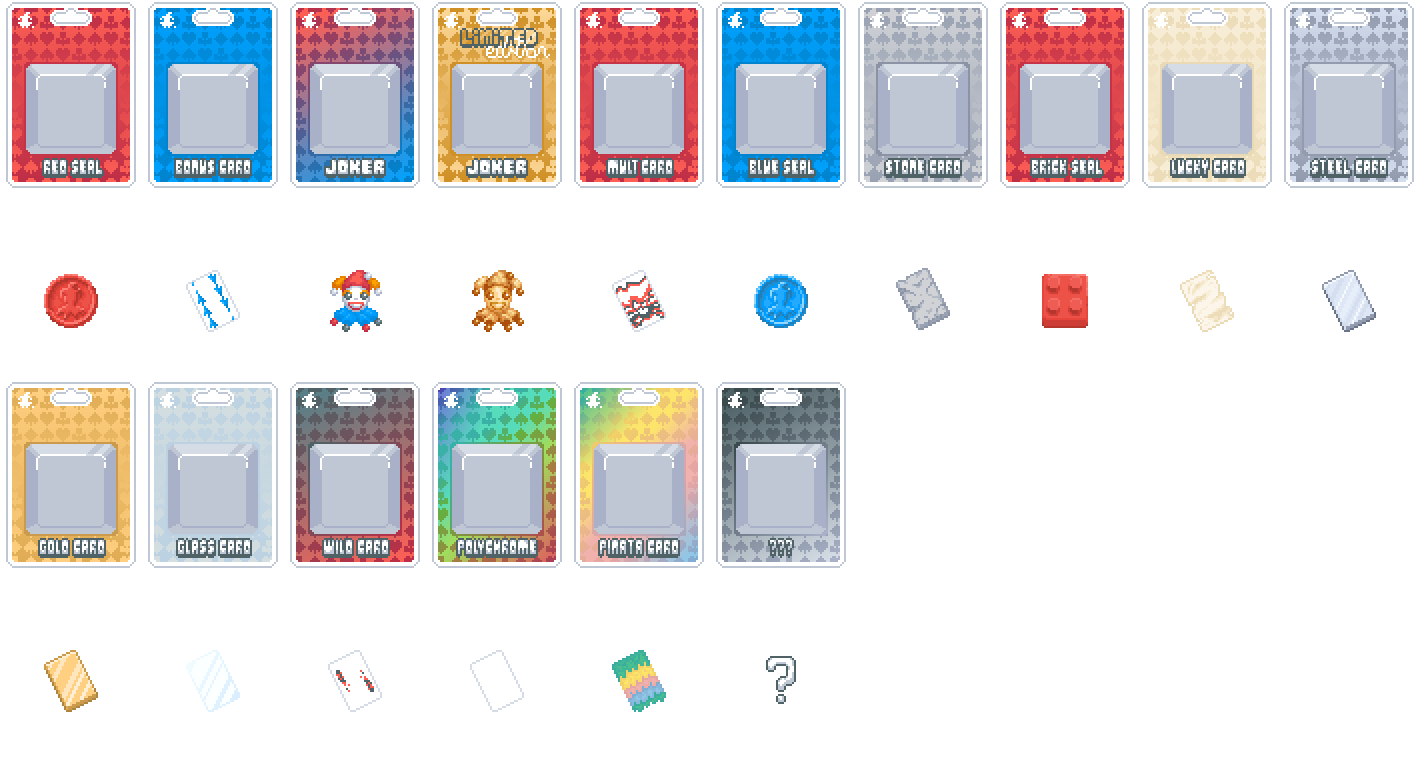 LIMITED
EDITION
RED SEAL
BONUS CARD
JOKER
JOKER
MULT CARD
BLUE SEAL
STONE CARD
BRICK SEAL
LUCKY CARD
STEEL CARD
GOLD CARD
GLASS CARD
WILD CARD
POLYCHROME
PINATA CARD
???
?